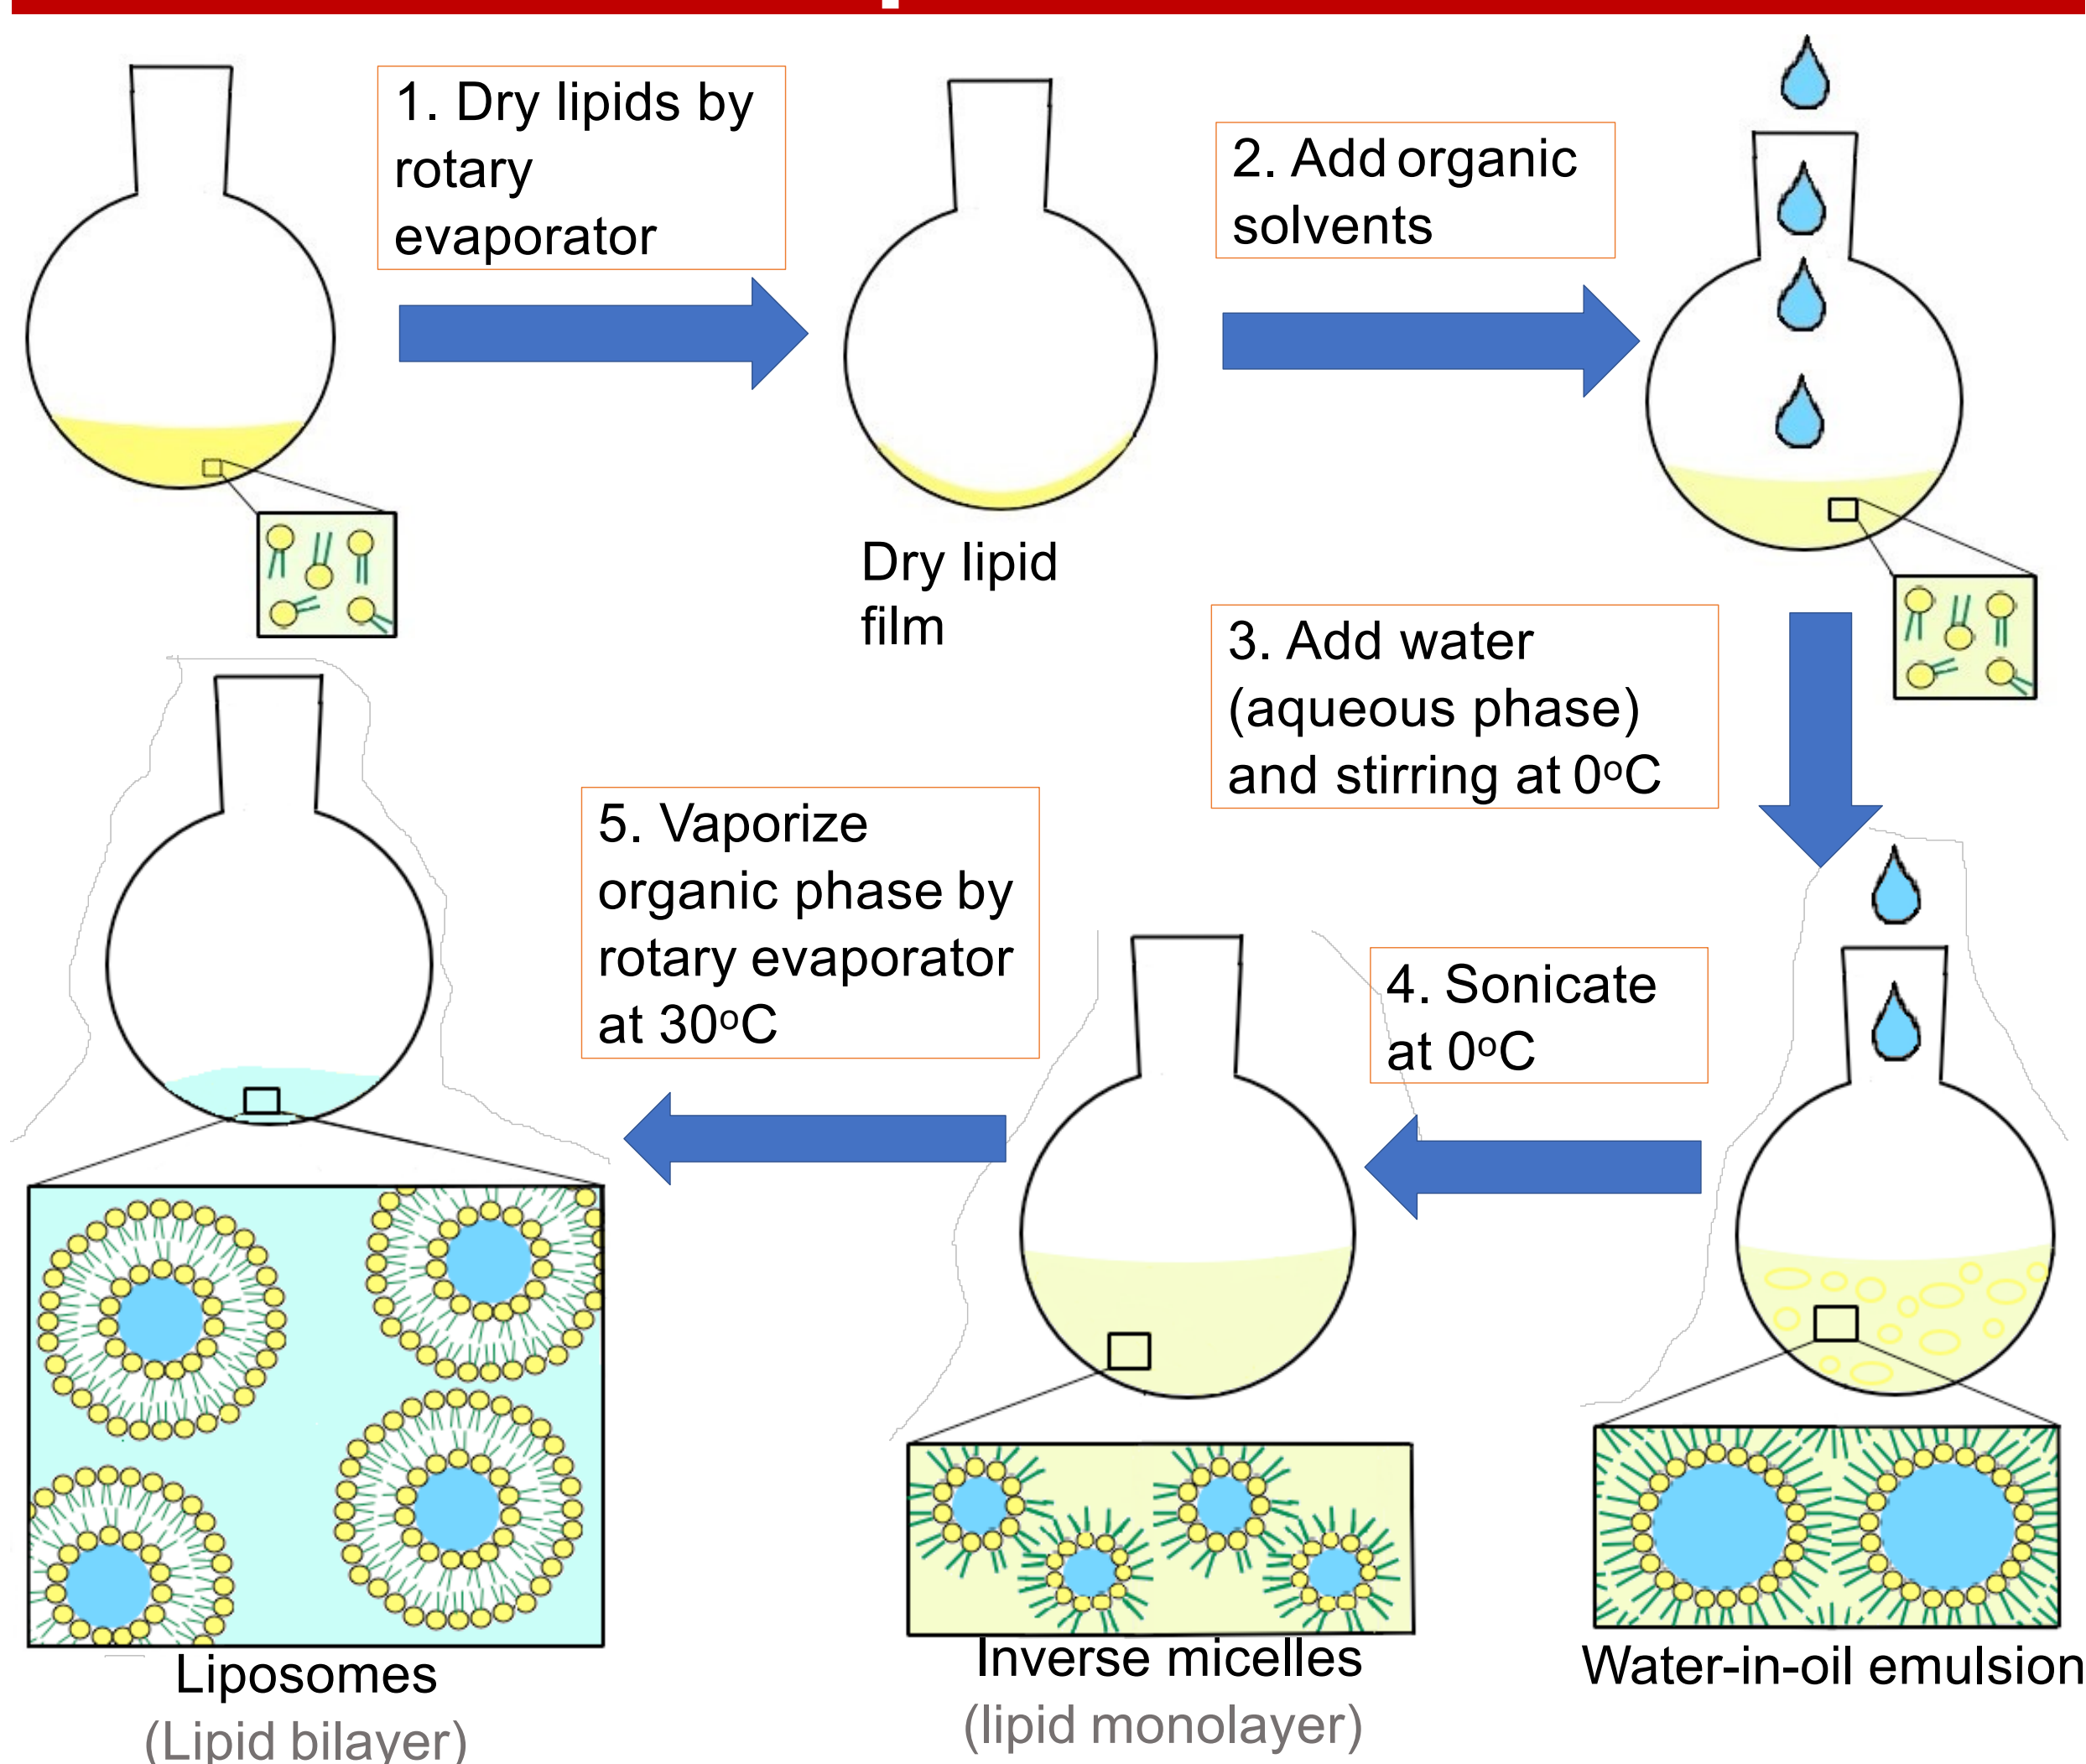 1. Dry lipids by
rotary
evaporator
2. Add organic
solvents
Dry lipid
film
3. Add water
(aqueous phase)
and stirring at 0ºC
4. Sonicate
at 0ºC
5. Vaporize
organic phase by
rotary evaporator
at 30ºC
Liposomes
(Lipid bilayer)
Inverse micelles
(lipid monolayer)
Water-in-oil emulsion